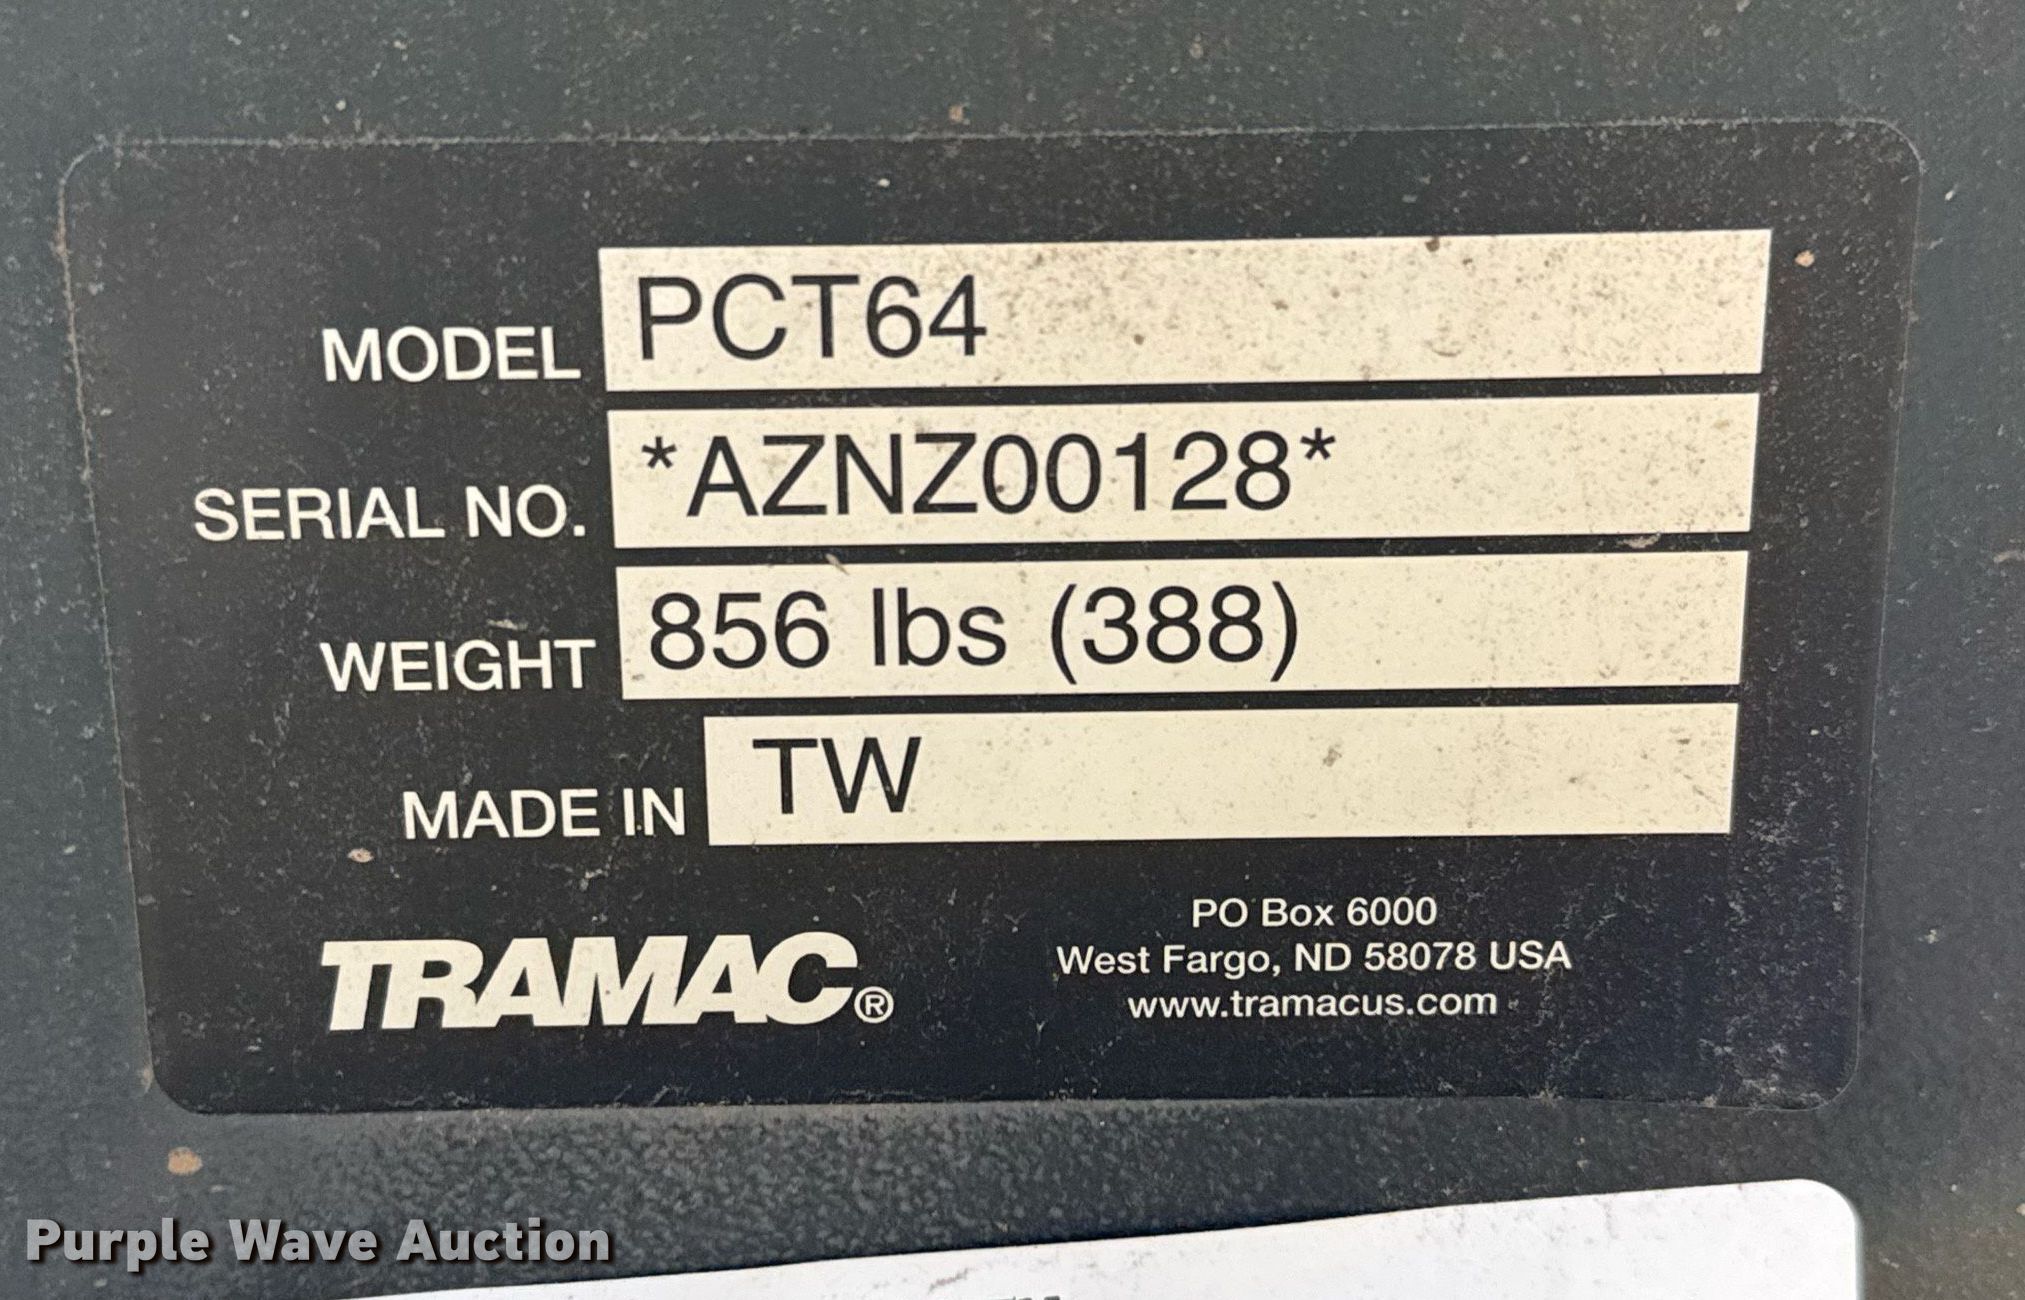 MODEL PCT64
SERIAL NO. *AZNZ00128*
WEIGHT 856 lbs (388)
MADE IN TW
TRAMAC®
PO Box 6000
West Fargo, ND 58078 USA
www.tramacus.com
Purple Wave Auction